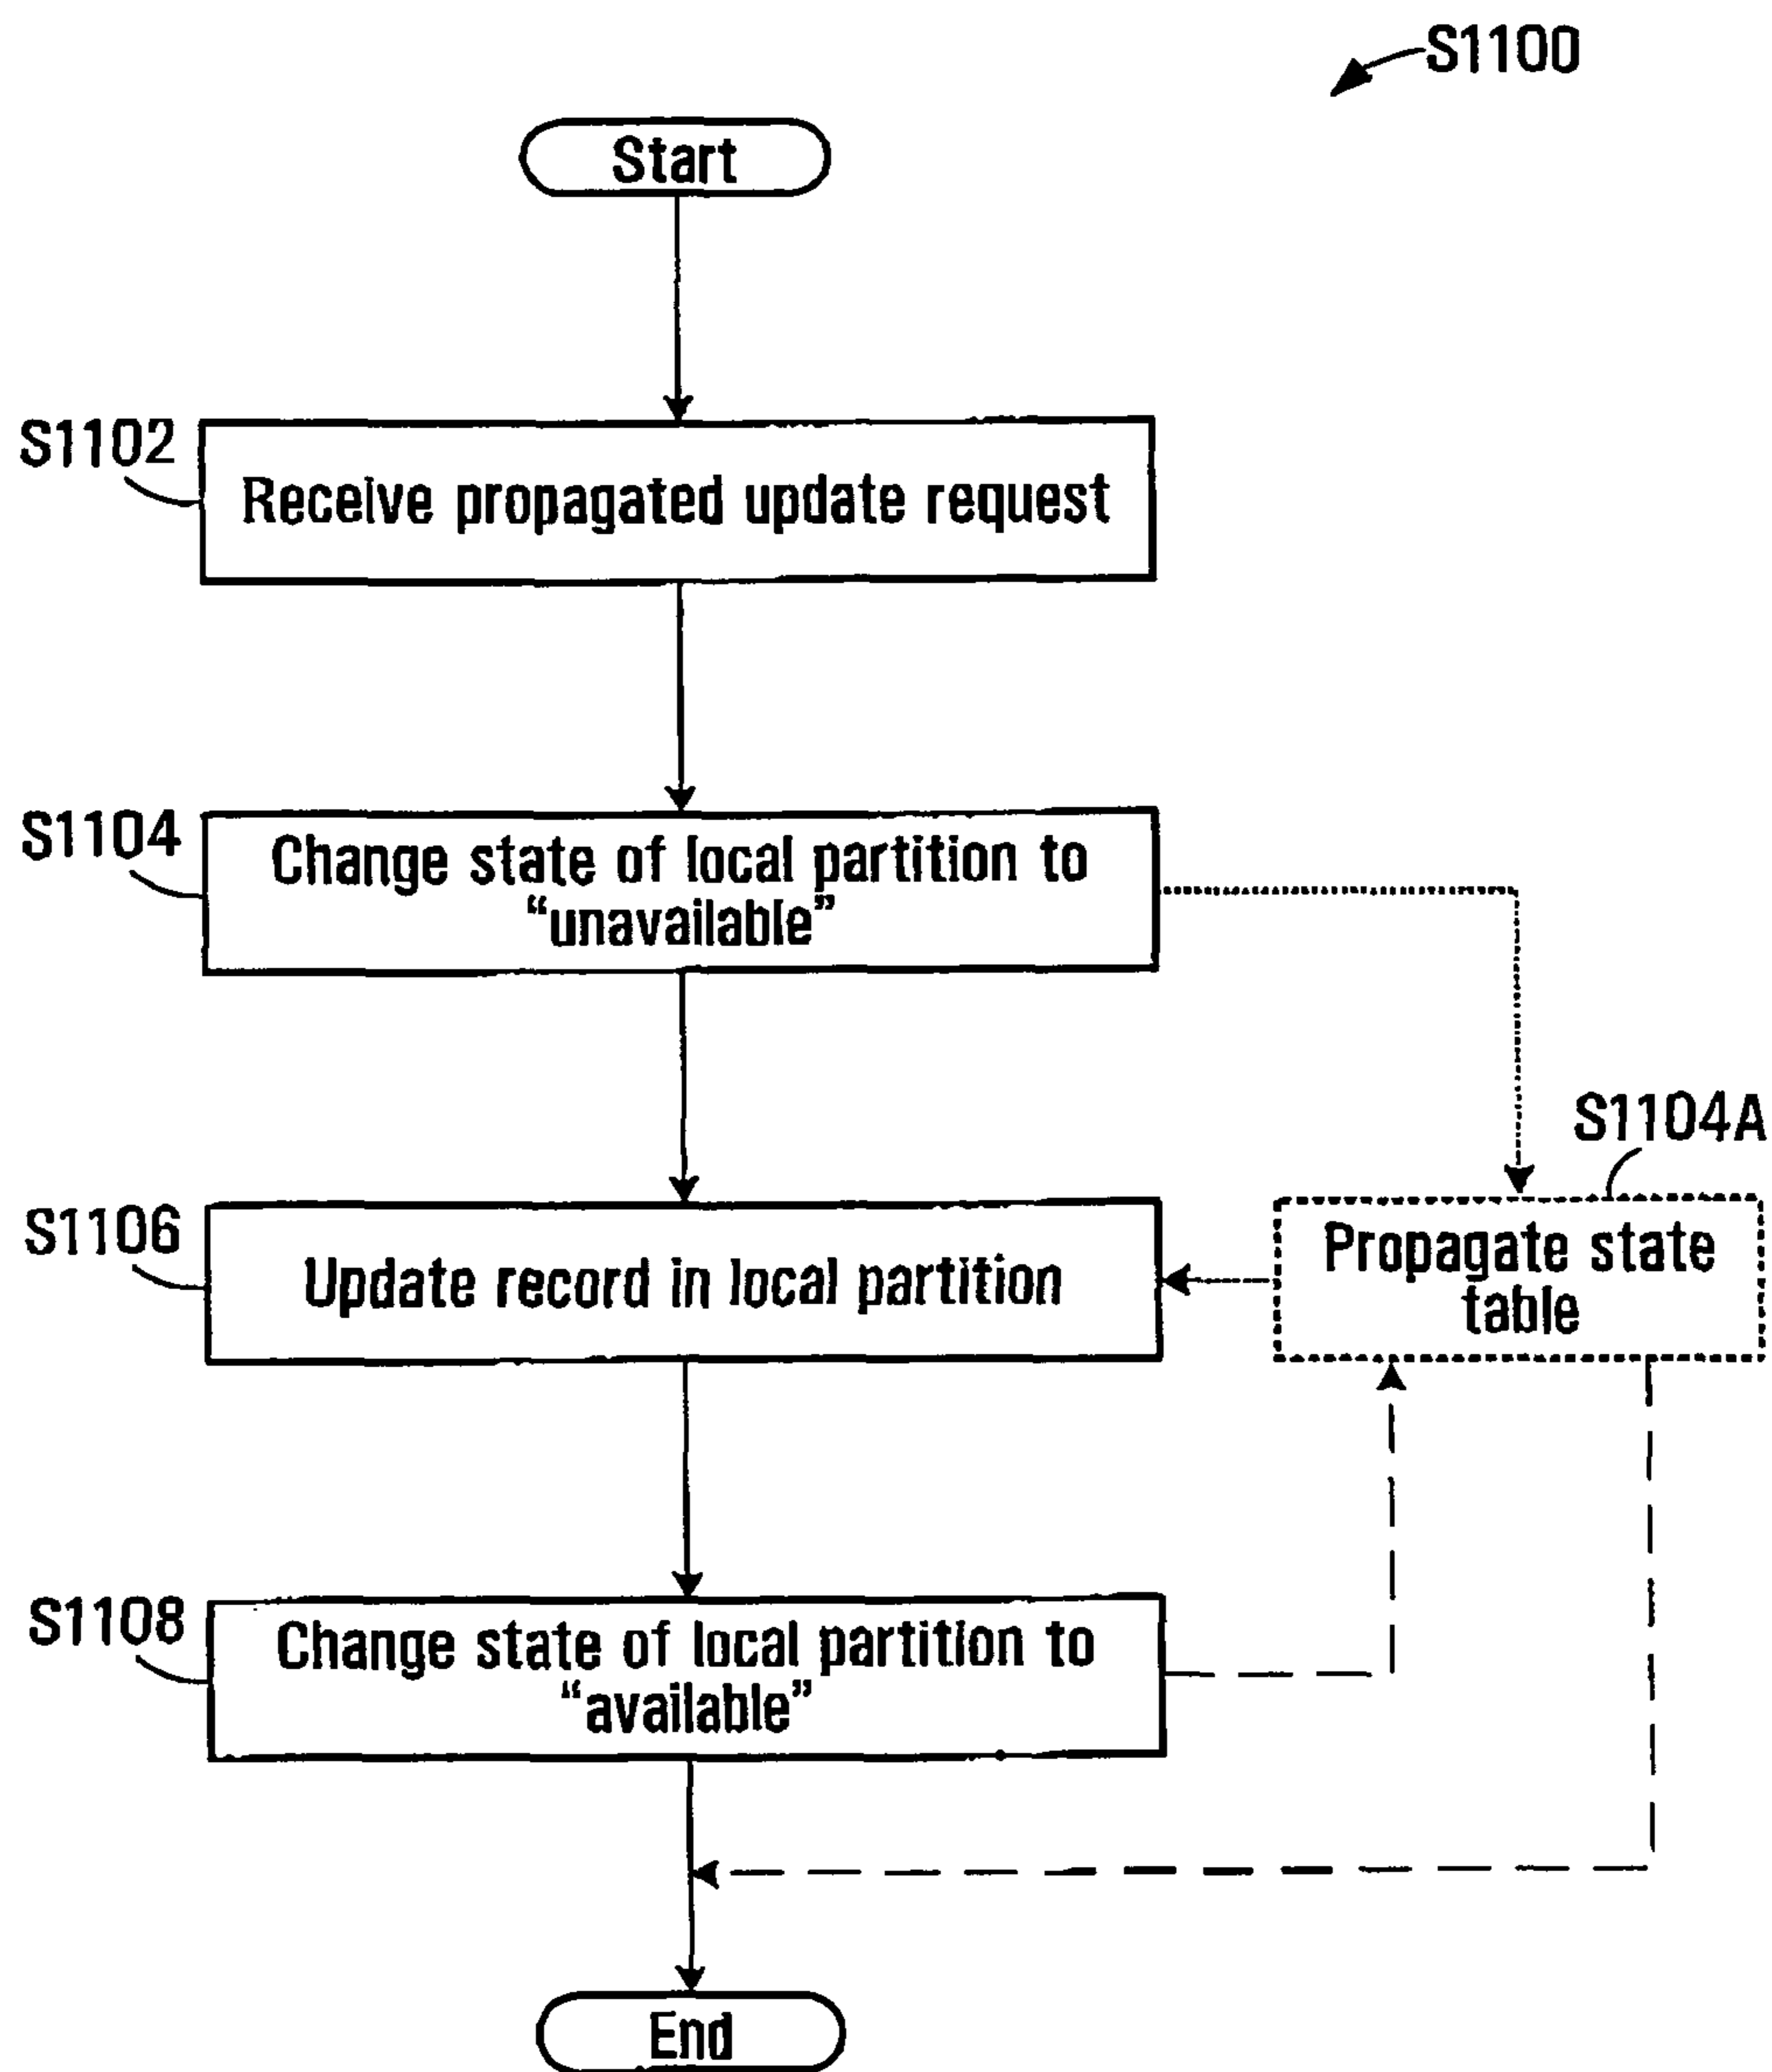 S1100
Start
S1102
Receive propagated update request
S1104
Change state of local partition to
“unavailable”
S1104A
Propagate state
table
S1106
Update record in local partition
S1108
Change state of local partition to
“available”
End